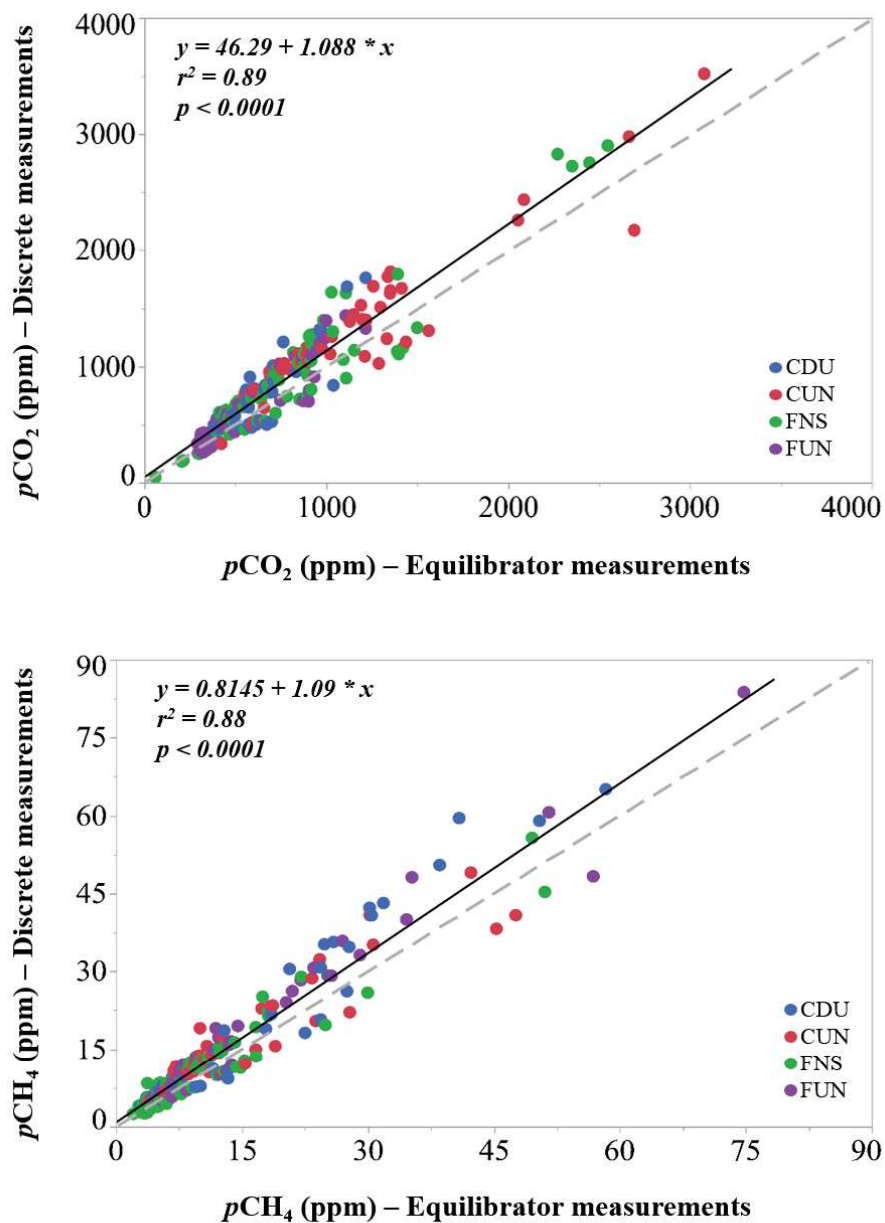 4000
y = 46.29 + 1.088 * x
r² = 0.89
p < 0.0001
3000
2000
1000
0
pCO₂ (ppm) – Discrete measurements
CDU
CUN
FNS
FUN
0 1000 2000 3000 4000
pCO₂ (ppm) – Equilibrator measurements
90
y = 0.8145 + 1.09 * x
r² = 0.88
p < 0.0001
75
60
45
30
15
0
pCH₄ (ppm) – Discrete measurements
CDU
CUN
FNS
FUN
0 15 30 45 60 75 90
pCH₄ (ppm) – Equilibrator measurements